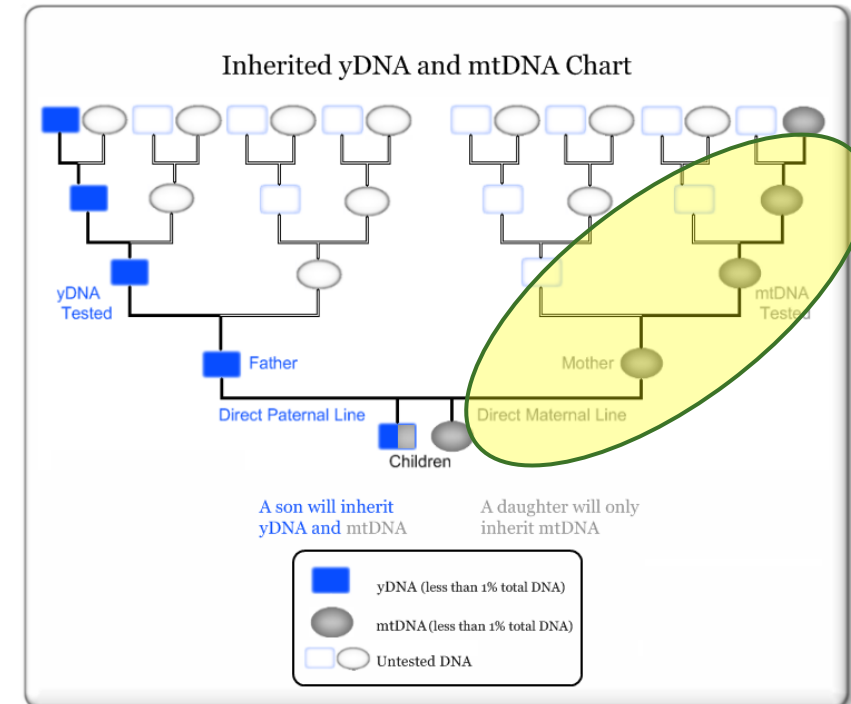 Inherited yDNA and mtDNA Chart
yDNA
Tested
mtDNA
Tested
Father
Mother
Direct Paternal Line
Direct Maternal Line
Children
A son will inherit
yDNA and mtDNA
A daughter will only
inherit mtDNA
yDNA (less than 1% total DNA)
mtDNA (less than 1% total DNA)
Untested DNA